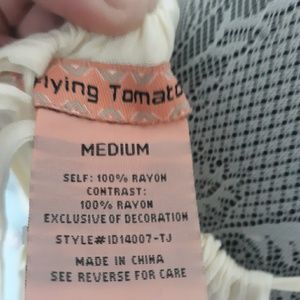 Flying Tomato
MEDIUM
SELF: 100% RAYON
CONTRAST:
100% RAYON
EXCLUSIVE OF DECORATION
STYLE#ID14007-TJ
MADE IN CHINA
SEE REVERSE FOR CARE